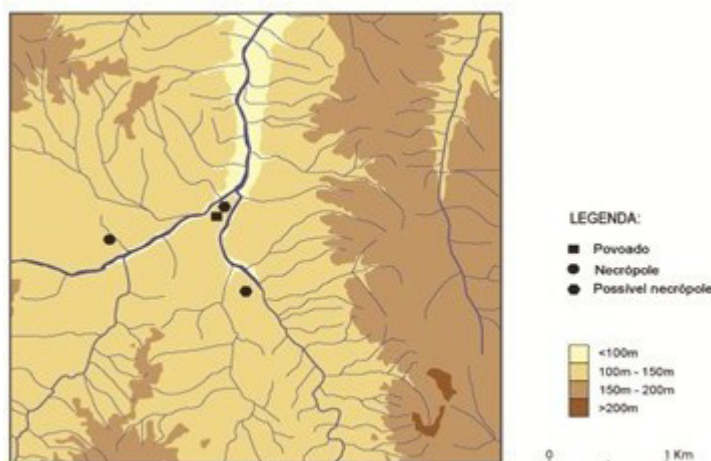 LEGENDA:
Povoado
Necrópole
Possível necrópole
<100m
100m - 150m
150m - 200m
>200m
0 1 Km